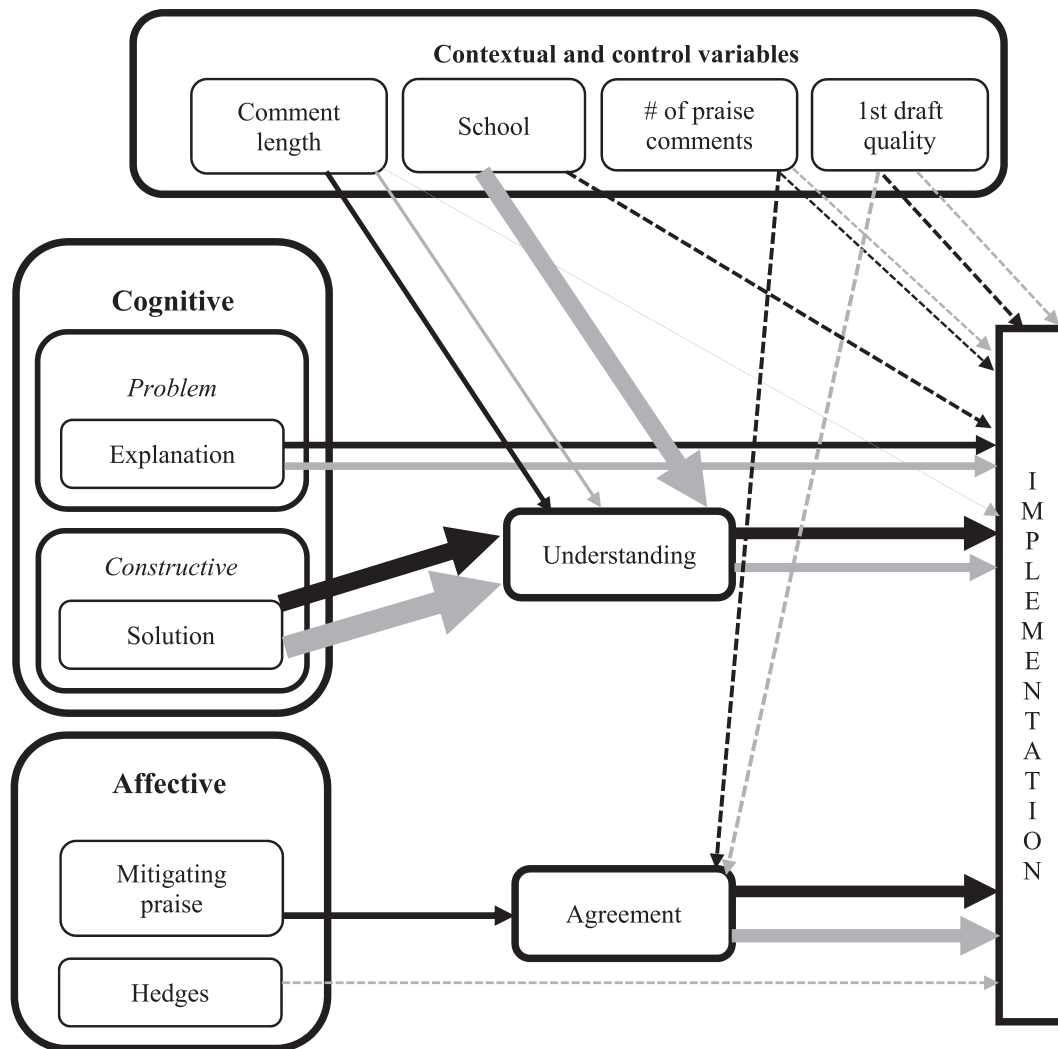 Contextual and control variables
Comment
length
School
# of praise
comments
1st draft
quality
Cognitive
Problem
Explanation
Constructive
Solution
Understanding
Affective
Mitigating
praise
Hedges
Agreement
I
M
P
L
E
M
E
N
T
A
T
I
O
N